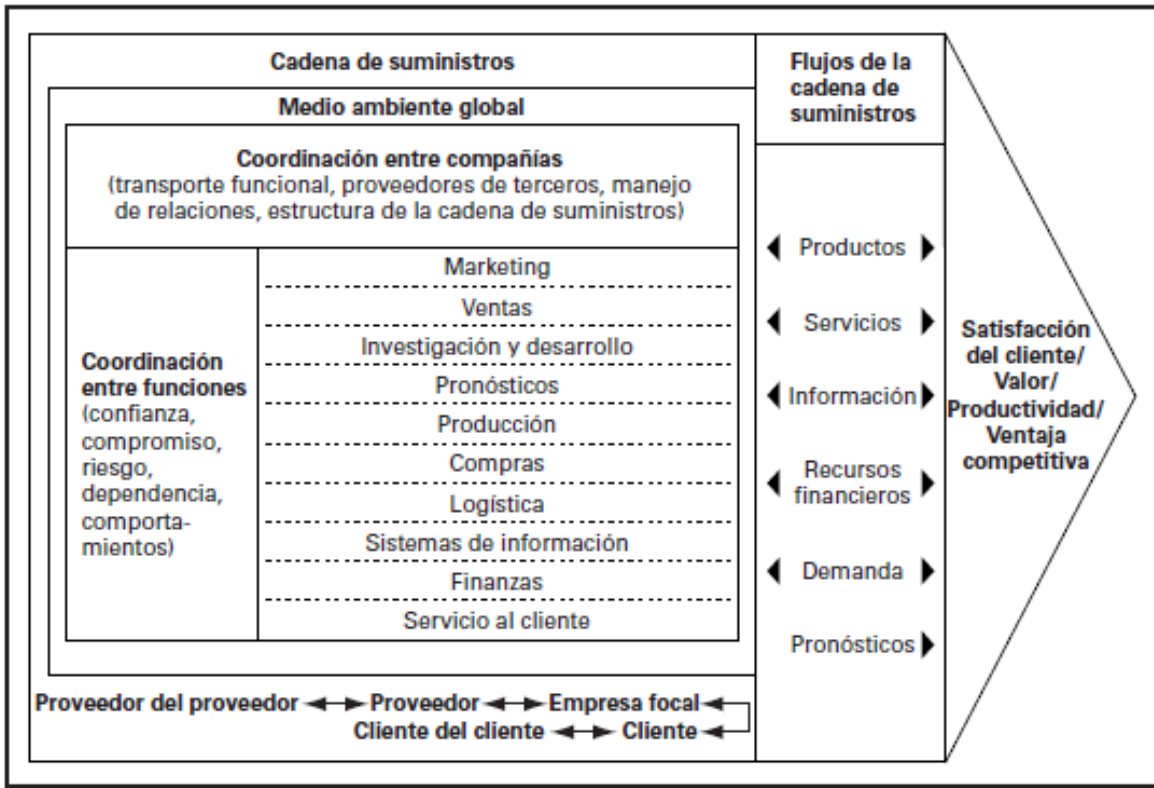 Cadena de suministros
Medio ambiente global
Coordinación entre compañías
(transporte funcional, proveedores de terceros, manejo
de relaciones, estructura de la cadena de suministros)
Coordinación
entre funciones
(confianza,
compromiso,
riesgo,
dependencia,
comporta-
mientos)
Marketing
Ventas
Investigación y desarrollo
Pronósticos
Producción
Compras
Logística
Sistemas de información
Finanzas
Servicio al cliente
Proveedor del proveedor Proveedor Empresa focal
Cliente del cliente Cliente
Flujos de la
cadena de
suministros
Productos
Servicios
Información
Recursos
financieros
Demanda
Pronósticos
Satisfacción
del cliente/
Valor/
Productividad/
Ventaja
competitiva